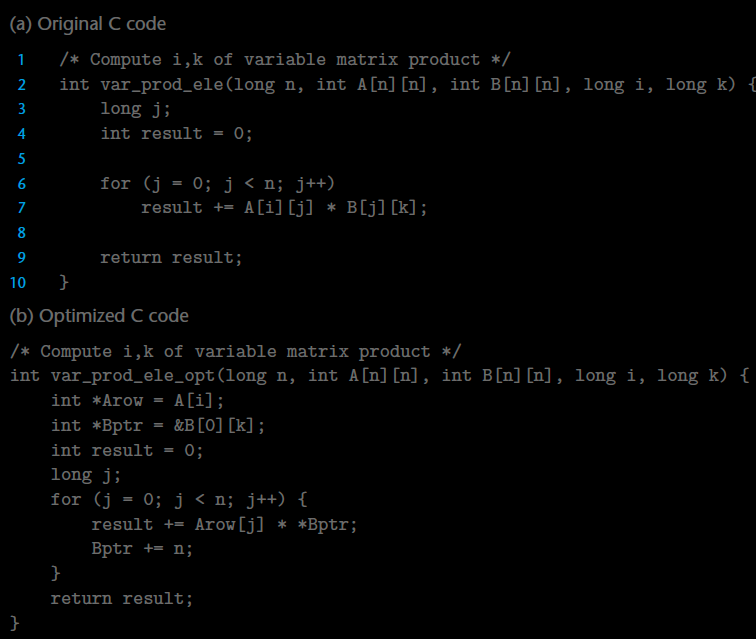 (a) Original C code
1 /* Compute i,k of variable matrix product */
2 int var_prod_ele(long n, int A[n][n], int B[n][n], long i, long k) {
3 long j;
4 int result = 0;
5
6 for (j = 0; j < n; j++)
7 result += A[i][j] * B[j][k];
8
9 return result;
10 }
(b) Optimized C code
/* Compute i,k of variable matrix product */
int var_prod_ele_opt(long n, int A[n][n], int B[n][n], long i, long k) {
int *Arow = A[i];
int *Bptr = &B[0][k];
int result = 0;
long j;
for (j = 0; j < n; j++) {
result += Arow[j] * *Bptr;
Bptr += n;
}
return result;
}